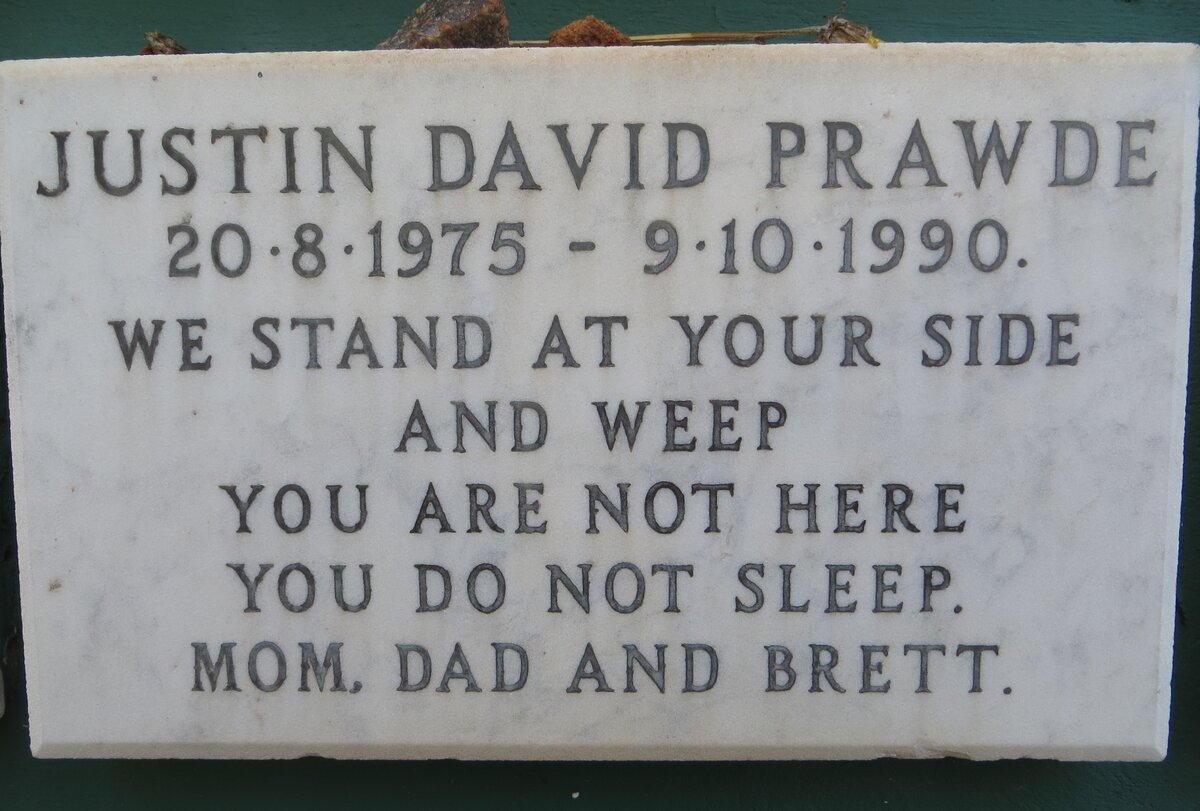 JUSTIN DAVID PRAWDE
20·8·1975 - 9·10·1990.
WE STAND AT YOUR SIDE
AND WEEP
YOU ARE NOT HERE
YOU DO NOT SLEEP.
MOM, DAD AND BRETT.